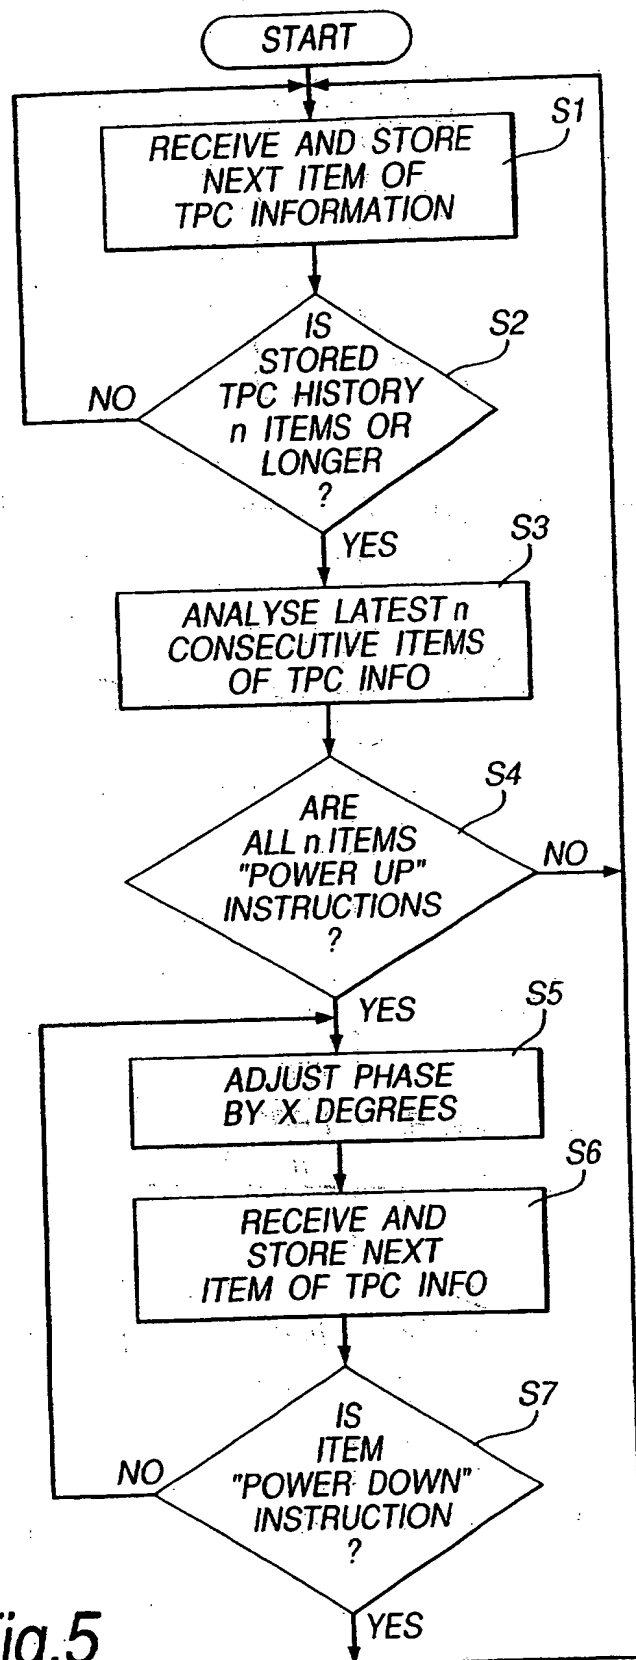 START
S1
RECEIVE AND STORE
NEXT ITEM OF
TPC INFORMATION
S2
IS
STORED
TPC HISTORY
n ITEMS OR
LONGER
?
NO
YES
S3
ANALYSE LATEST n
CONSECUTIVE ITEMS
OF TPC INFO
S4
ARE
ALL n ITEMS
"POWER UP"
INSTRUCTIONS
?
NO
YES
S5
ADJUST PHASE
BY X DEGREES
S6
RECEIVE AND
STORE NEXT
ITEM OF TPC INFO
S7
IS
ITEM
"POWER DOWN"
INSTRUCTION
?
NO
YES
ig.5